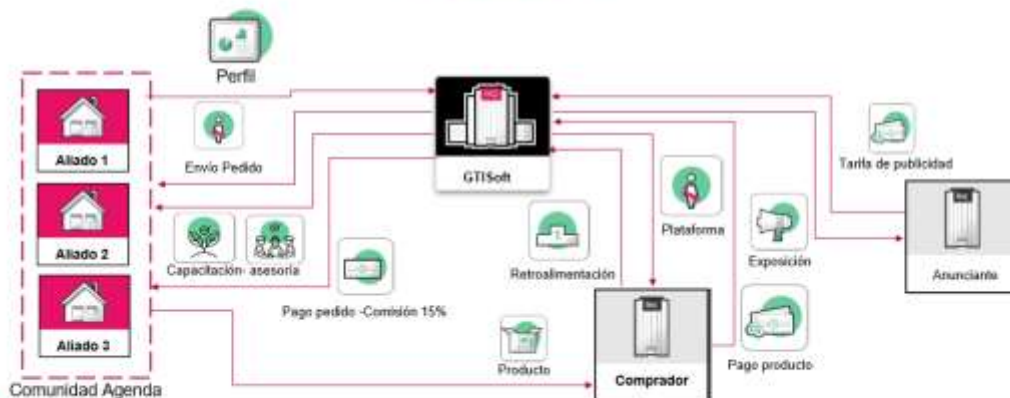 Perfil
Aliado 1
Envío Pedido
GTISoft
Tarifa de publicidad
Aliado 2
Capacitación- asesoría
Retroalimentación
Plataforma
Exposición
Anunciante
Pago pedido -Comisión 15%
Aliado 3
Producto
Comprador
Pago producto
Comunidad Agenda